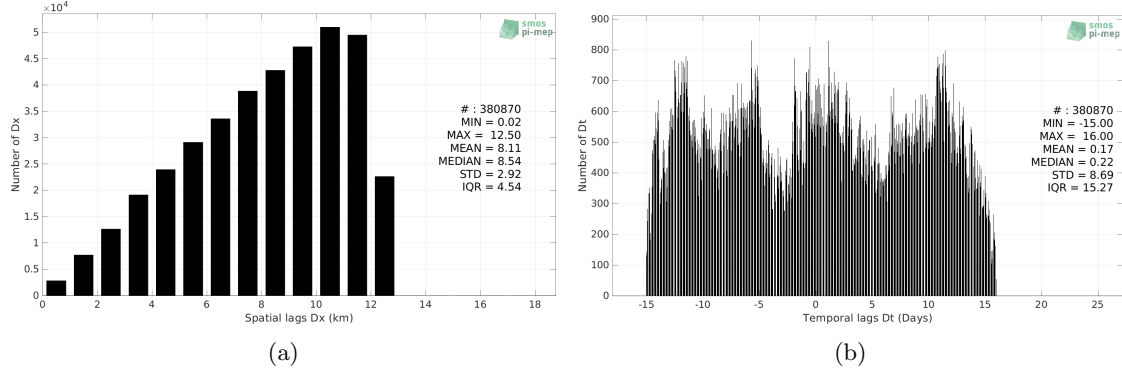 ×10⁴
5
4.5
4
3.5
3
2.5
2
1.5
1
0.5
0
Number of Dx
0 2 4 6 8 10 12 14 16 18
Spatial lags Dx (km)
smos
pi-mep
# : 380870
MIN = 0.02
MAX = 12.50
MEAN = 8.11
MEDIAN = 8.54
STD = 2.92
IQR = 4.54
(a)
900
800
700
600
500
400
300
200
100
0
Number of Dt
-15 -10 -5 0 5 10 15 20 25
Temporal lags Dt (Days)
smos
pi-mep
# : 380870
MIN = -15.00
MAX = 16.00
MEAN = 0.17
MEDIAN = 0.22
STD = 8.69
IQR = 15.27
(b)